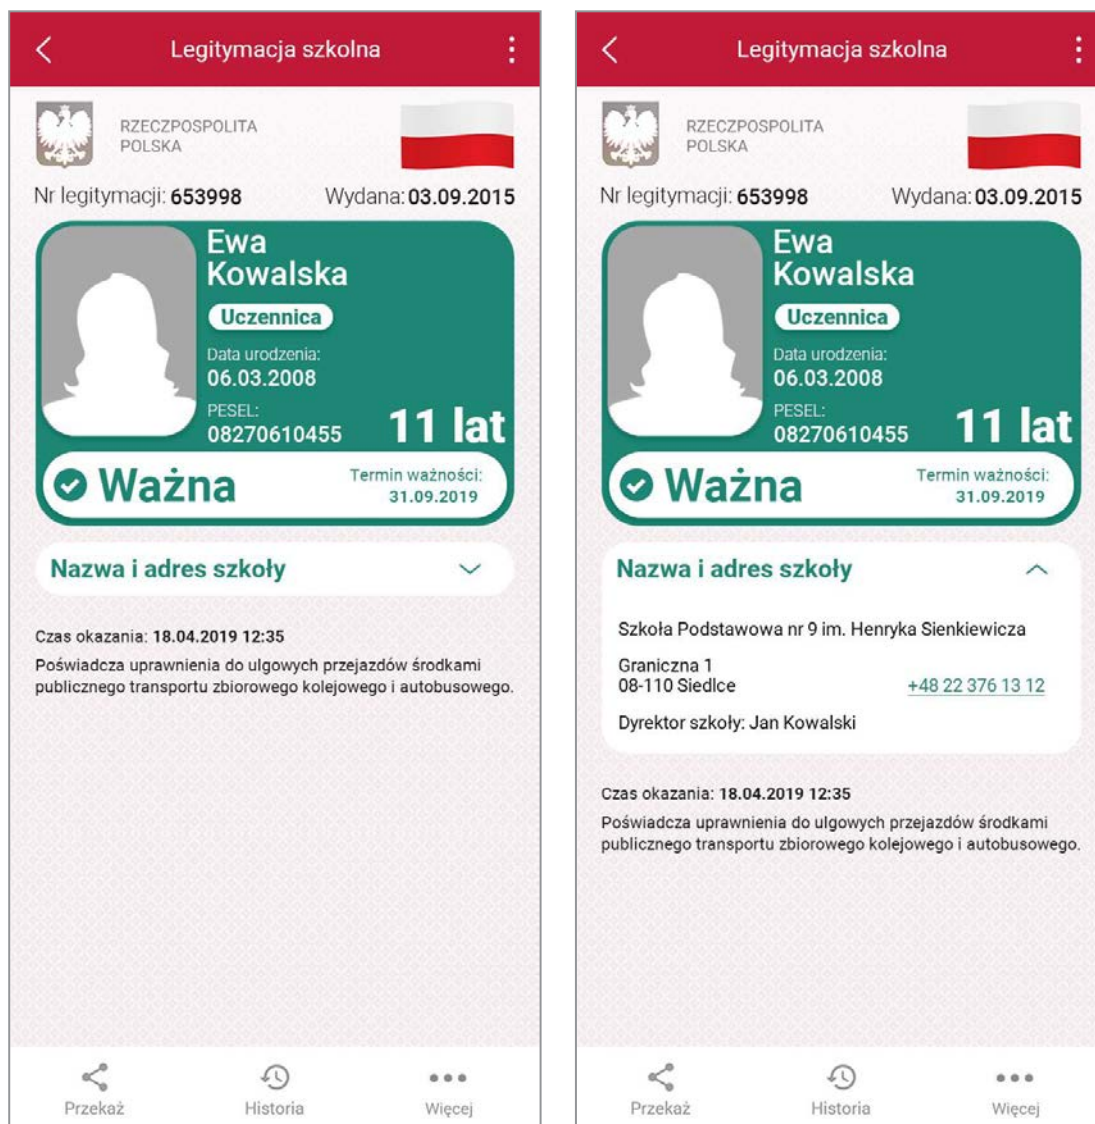 Legitymacja szkolna
RZECZPOSPOLITA
POLSKA
Nr legitymacji: 653998 Wydana: 03.09.2015
Ewa
Kowalska
Uczennica
Data urodzenia:
06.03.2008
PESEL:
08270610455
11 lat
Ważna
Termin ważności:
31.09.2019
Nazwa i adres szkoły
Czas okazania: 18.04.2019 12:35
Poświadcza uprawnienia do ulgowych przejazdów środkami
publicznego transportu zbiorowego kolejowego i autobusowego.
Przekaż Historia Więcej
Legitymacja szkolna
RZECZPOSPOLITA
POLSKA
Nr legitymacji: 653998 Wydana: 03.09.2015
Ewa
Kowalska
Uczennica
Data urodzenia:
06.03.2008
PESEL:
08270610455
11 lat
Ważna
Termin ważności:
31.09.2019
Nazwa i adres szkoły
Szkoła Podstawowa nr 9 im. Henryka Sienkiewicza
Graniczna 1
08-110 Siedlce +48 22 376 13 12
Dyrektor szkoły: Jan Kowalski
Czas okazania: 18.04.2019 12:35
Poświadcza uprawnienia do ulgowych przejazdów środkami
publicznego transportu zbiorowego kolejowego i autobusowego.
Przekaż Historia Więcej